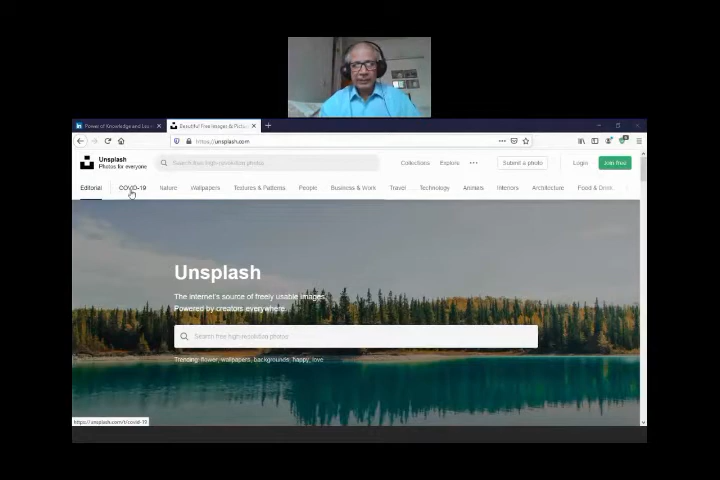 Power of Knowledge and
Beautiful Free Images & Pictu
https://unsplash.com
Unsplash
Photos for everyone
Search free high-resolution photos
Collections Explore Submit a photo Login Join free
Editorial COVID-19 Nature Wallpapers Textures & Patterns People Business & Work Travel Technology Animals Interiors Architecture Food & Drink
Unsplash
The internet's source of freely usable images.
Powered by creators everywhere.
Search free high-resolution photos
Trending: flower, wallpapers, backgrounds, happy, love
https://unsplash.com/t/covid-19